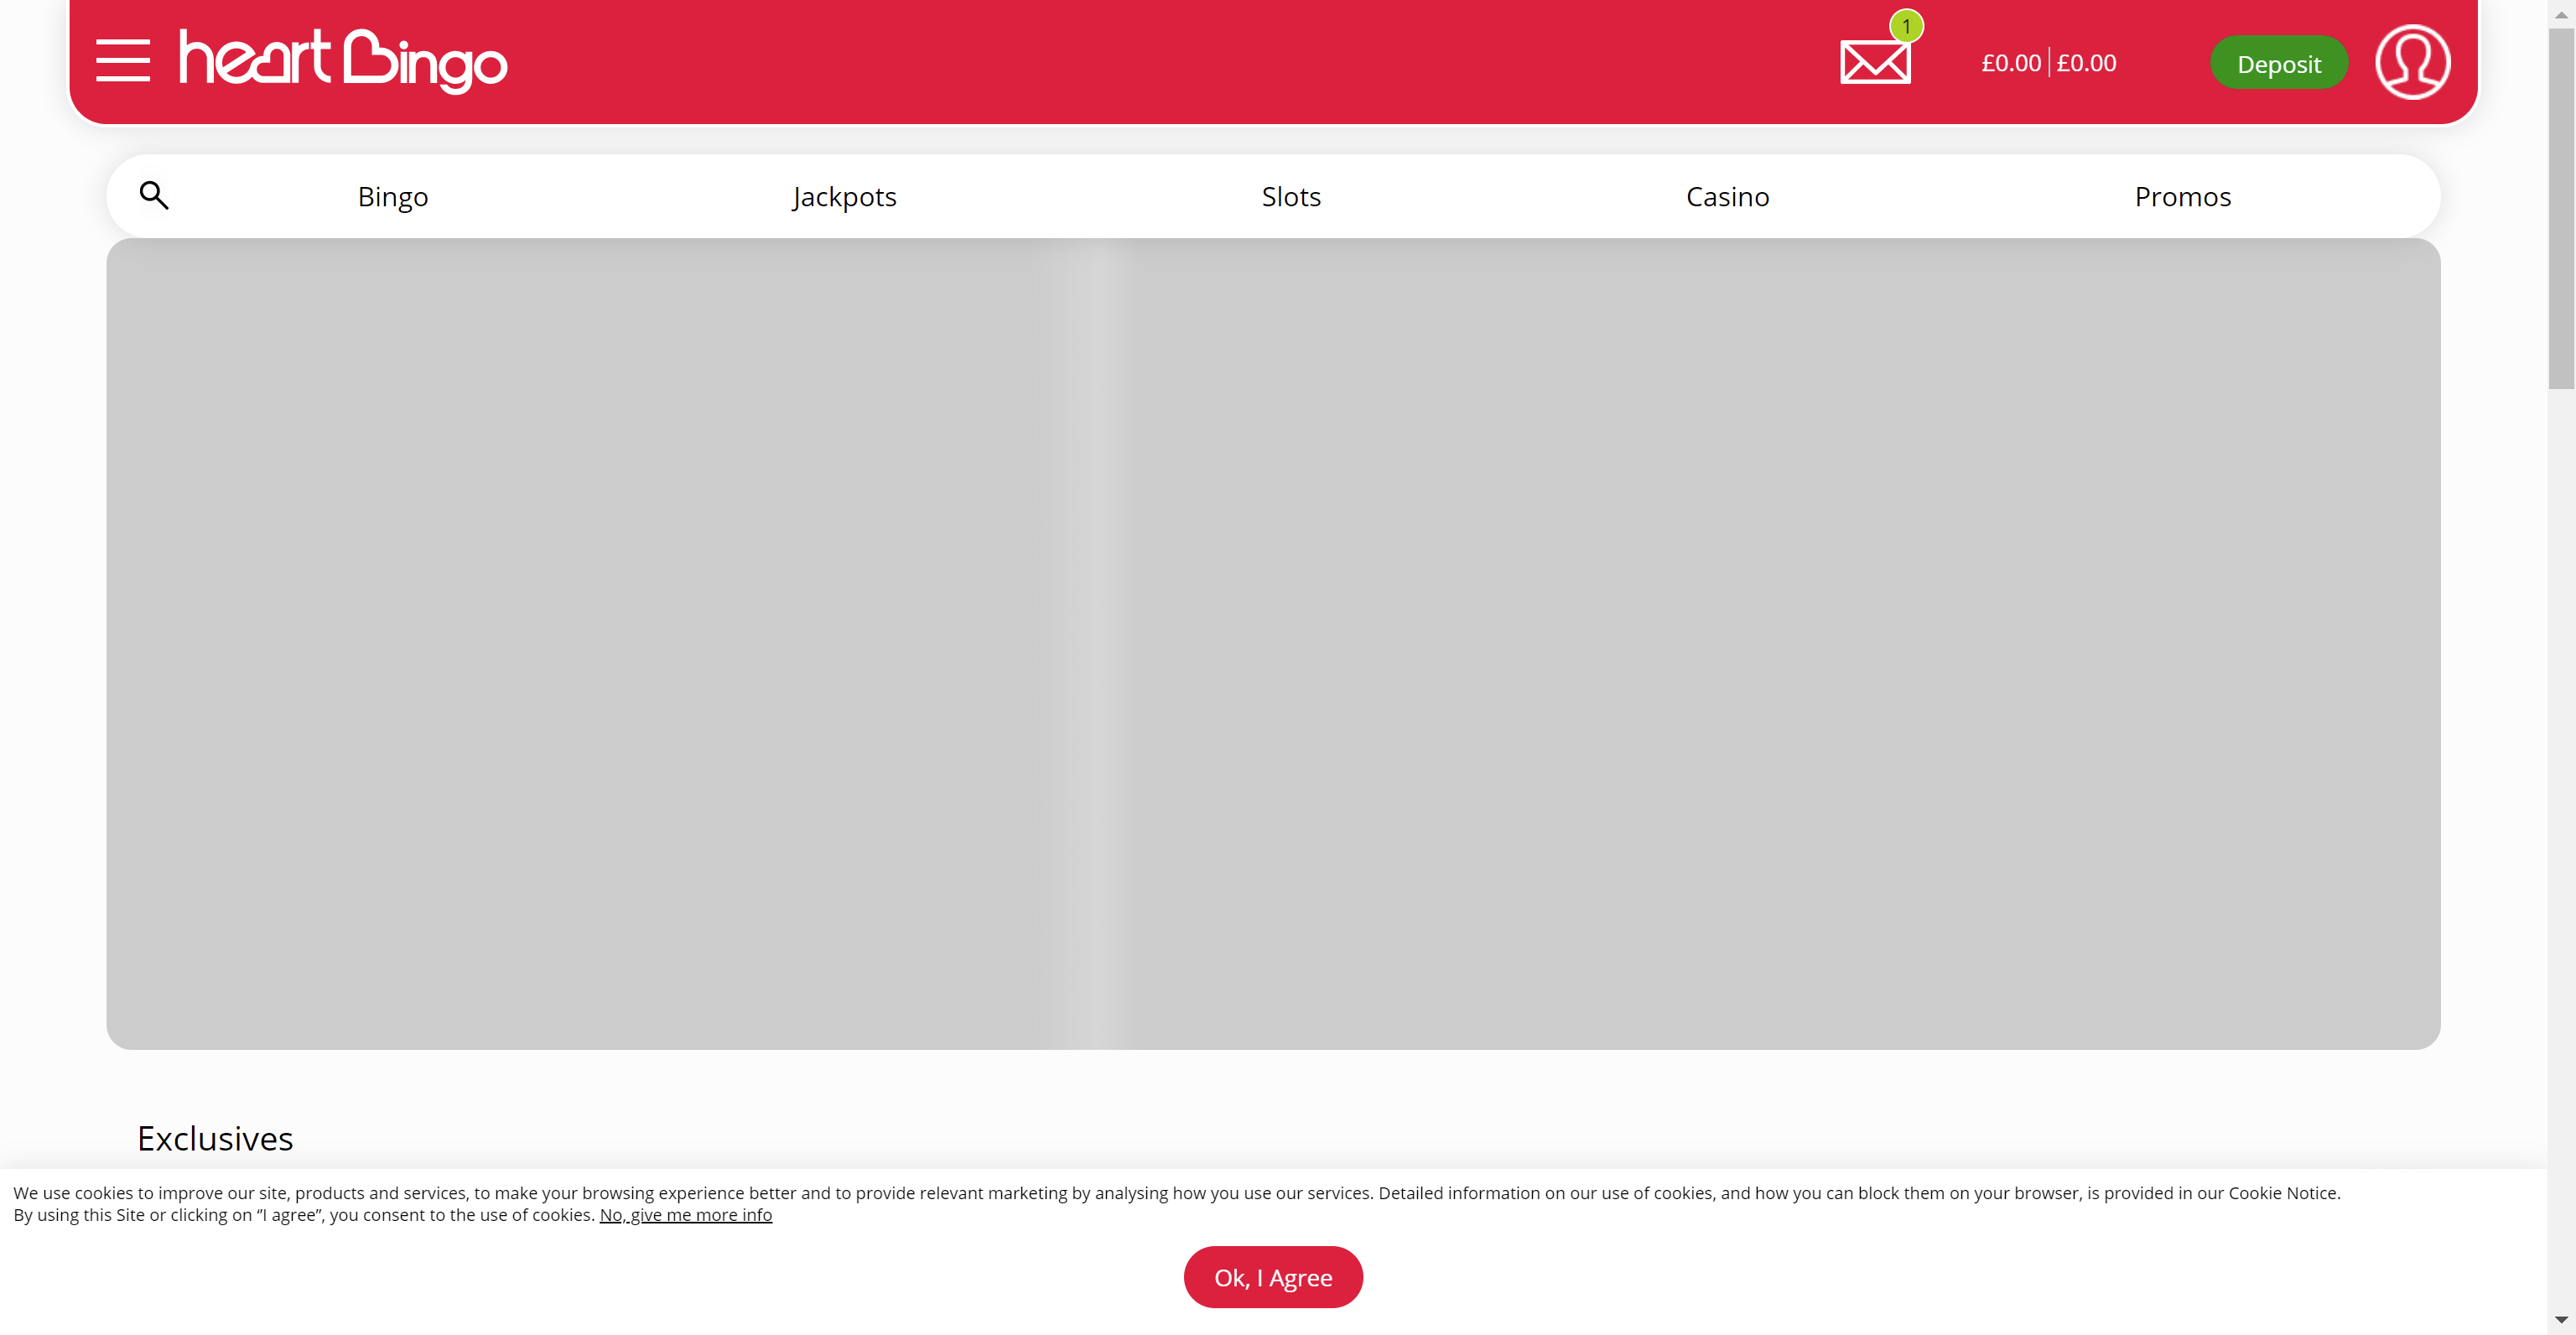 heart Bingo
1
£0.00 £0.00
Deposit
Bingo
Jackpots
Slots
Casino
Promos
Exclusives
We use cookies to improve our site, products and services, to make your browsing experience better and to provide relevant marketing by analysing how you use our services. Detailed information on our use of cookies, and how you can block them on your browser, is provided in our Cookie Notice.
By using this Site or clicking on “I agree”, you consent to the use of cookies. No, give me more info
Ok, I Agree